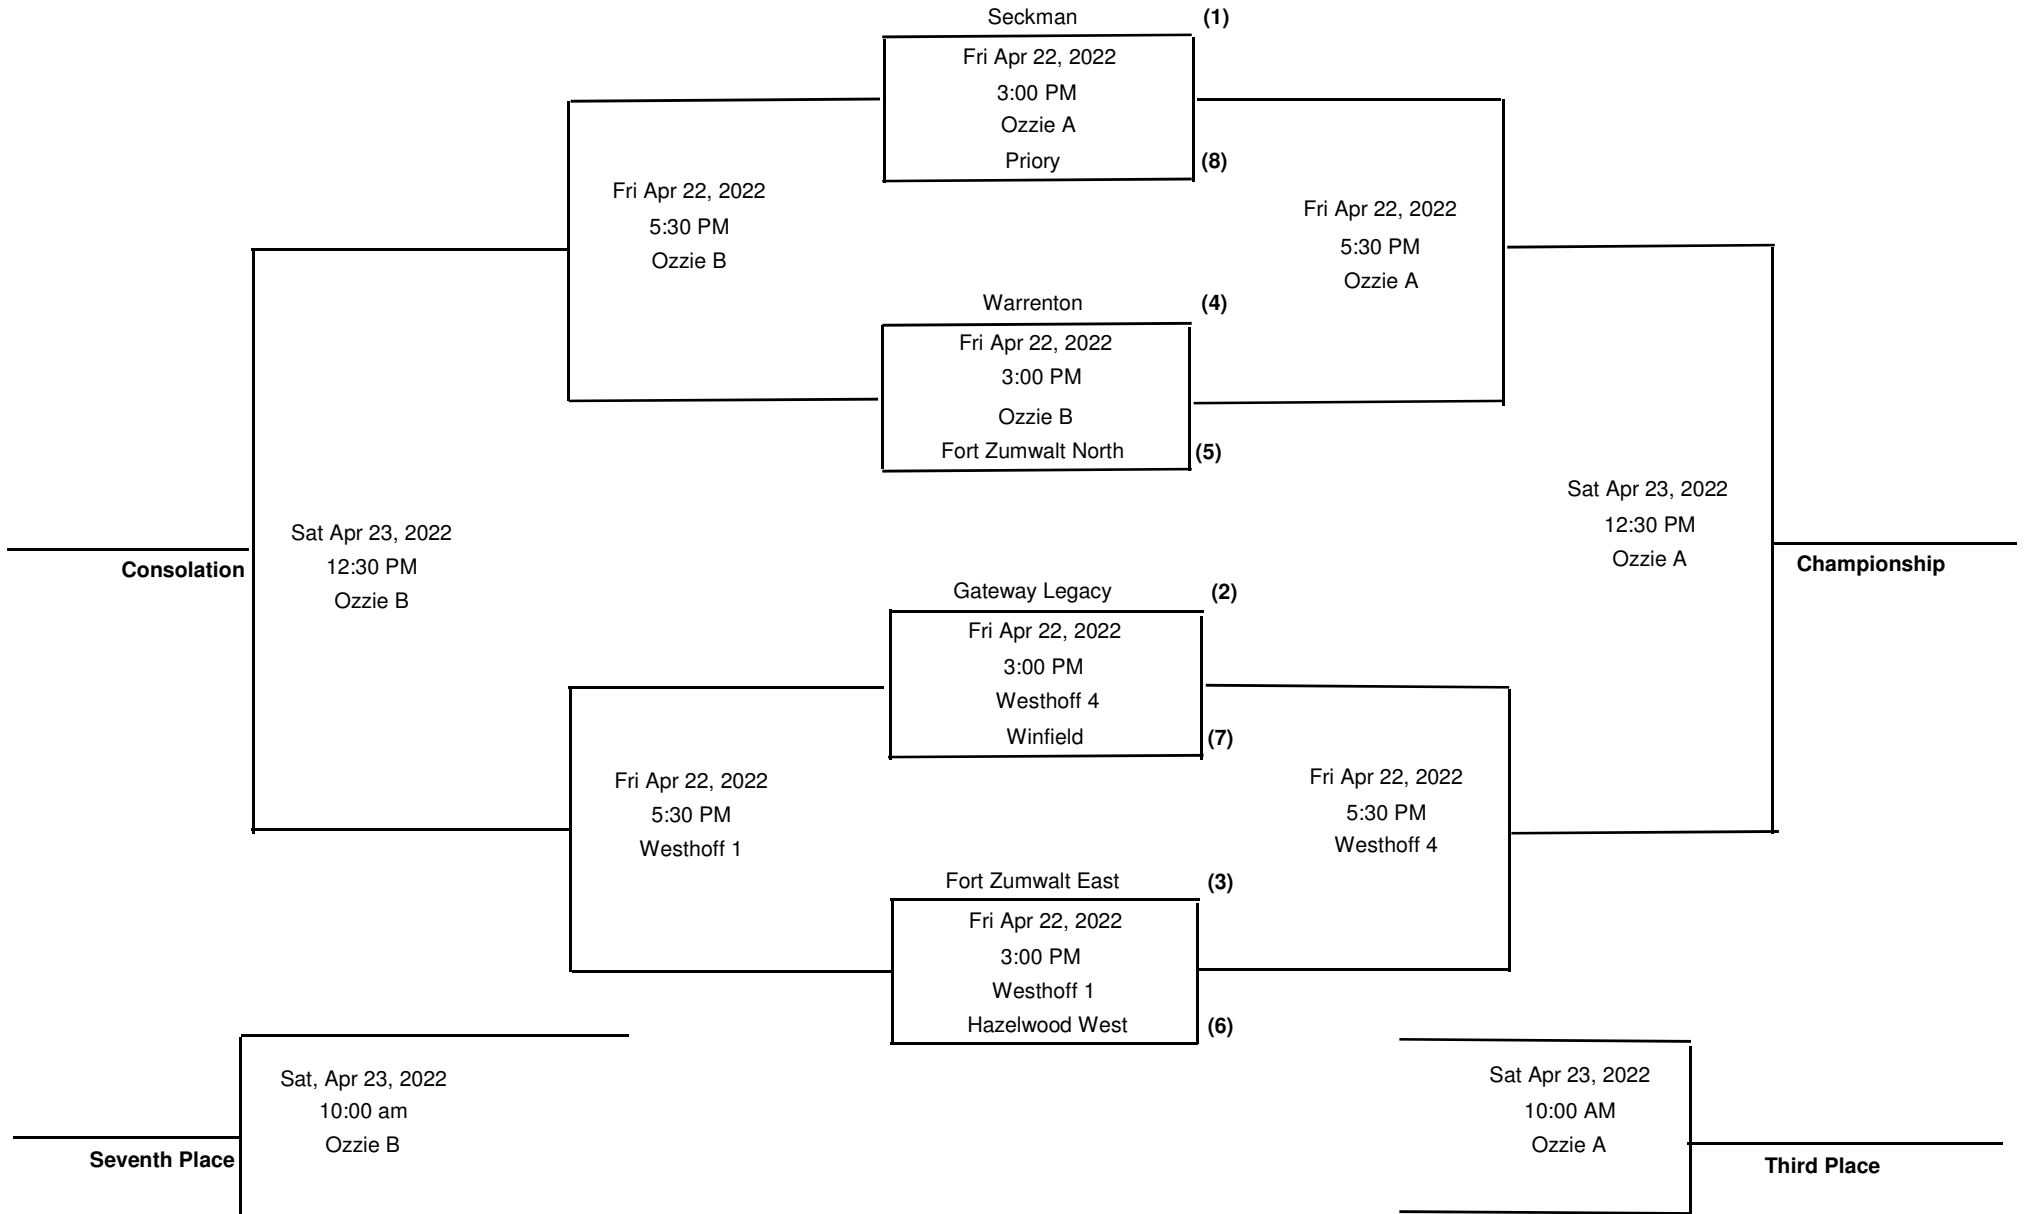 Seckman (1)
Fri Apr 22, 2022
3:00 PM
Ozzie A
Priory (8)
Fri Apr 22, 2022
5:30 PM
Ozzie B
Fri Apr 22, 2022
5:30 PM
Ozzie A
Warrenton (4)
Fri Apr 22, 2022
3:00 PM
Ozzie B
Fort Zumwalt North (5)
Sat Apr 23, 2022
12:30 PM
Ozzie B
Consolation
Sat Apr 23, 2022
12:30 PM
Ozzie A
Championship
Gateway Legacy (2)
Fri Apr 22, 2022
3:00 PM
Westhoff 4
Winfield (7)
Fri Apr 22, 2022
5:30 PM
Westhoff 1
Fri Apr 22, 2022
5:30 PM
Westhoff 4
Fort Zumwalt East (3)
Fri Apr 22, 2022
3:00 PM
Westhoff 1
Hazelwood West (6)
Sat, Apr 23, 2022
10:00 am
Ozzie B
Seventh Place
Sat Apr 23, 2022
10:00 AM
Ozzie A
Third Place